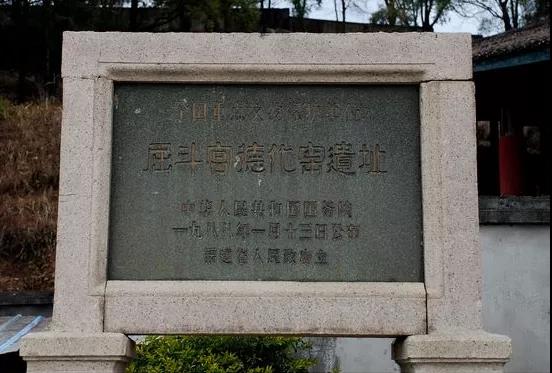 全国重点文物保护单位
屈斗宮德化窑遺址
中华人民共和国国务院
一九八八年一月十三日公布
福建省人民政府立